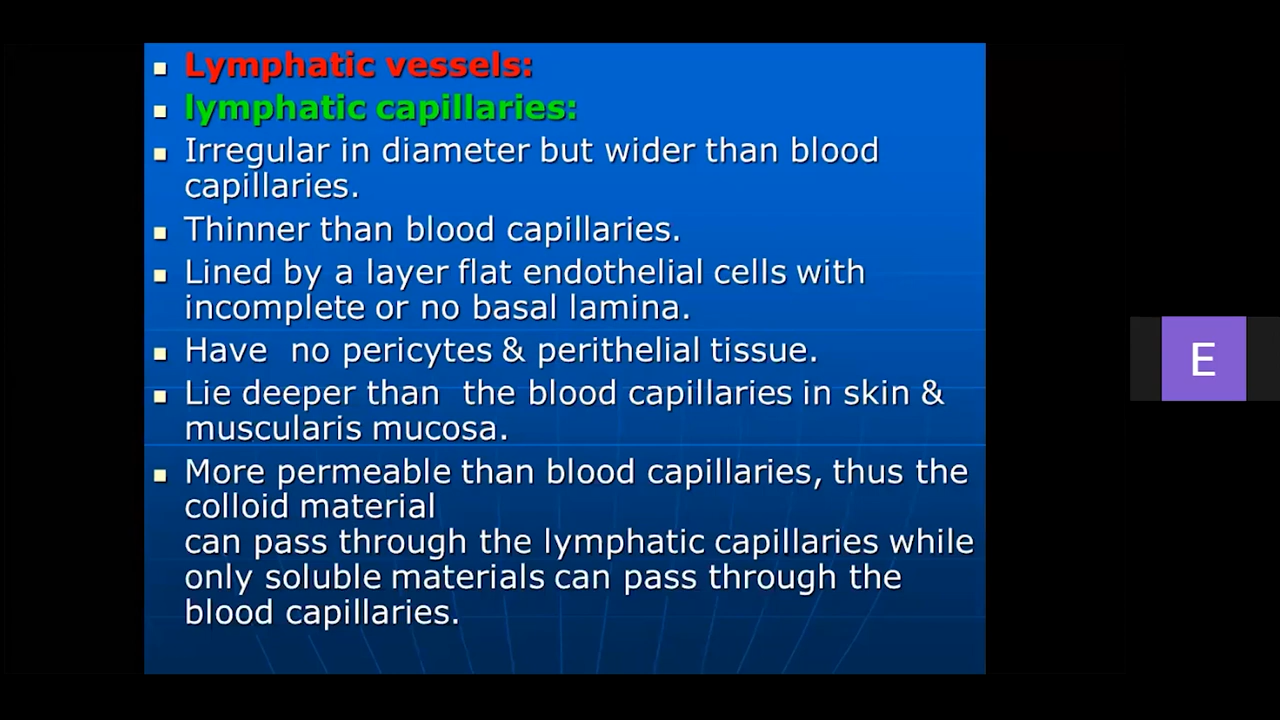 Lymphatic vessels:
lymphatic capillaries:
Irregular in diameter but wider than blood
capillaries.
Thinner than blood capillaries.
Lined by a layer flat endothelial cells with
incomplete or no basal lamina.
Have  no pericytes & perithelial tissue.
Lie deeper than  the blood capillaries in skin &
muscularis mucosa.
More permeable than blood capillaries, thus the
colloid material
can pass through the lymphatic capillaries while
only soluble materials can pass through the
blood capillaries.
E